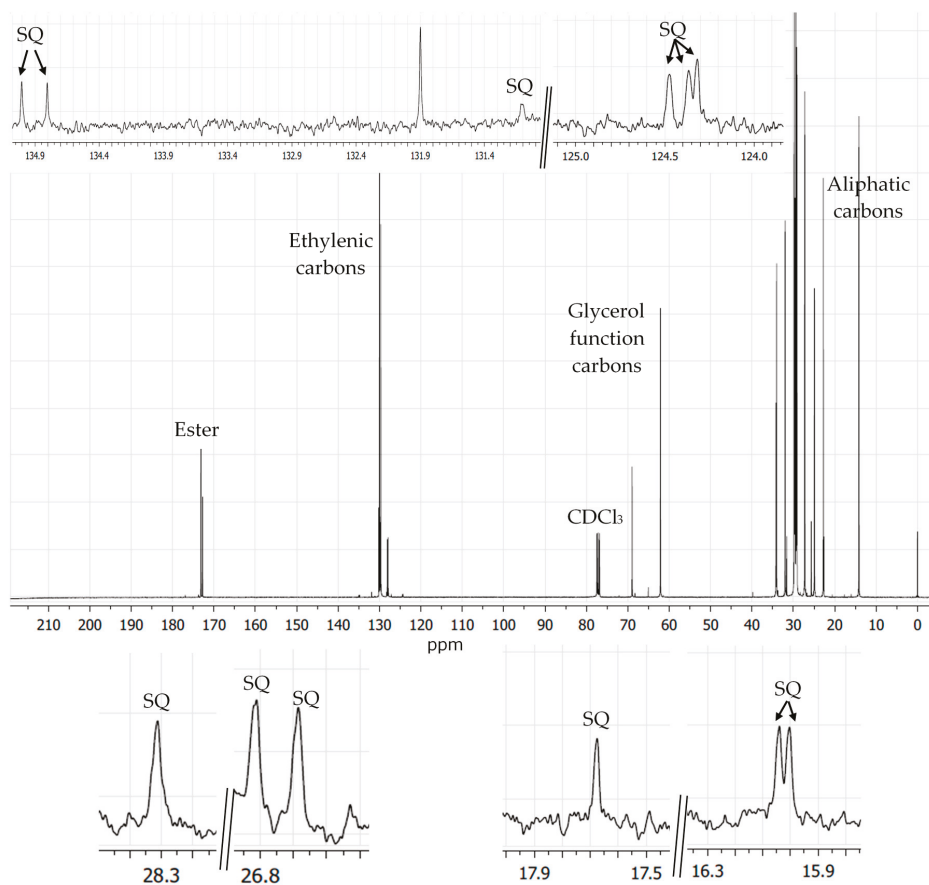 SQ
SQ
SQ
134.9 134.4 133.9 133.4 132.9 132.4 131.9 131.4 125.0 124.5 124.0
Aliphatic
carbons
Ethylenic
carbons
Glycerol
function
carbons
Ester
CDCl₃
210 200 190 180 170 160 150 140 130 120 110 100 90 80 70 60 50 40 30 20 10 0
ppm
SQ SQ SQ SQ SQ
28.3 26.8 17.9 17.5 16.3 15.9